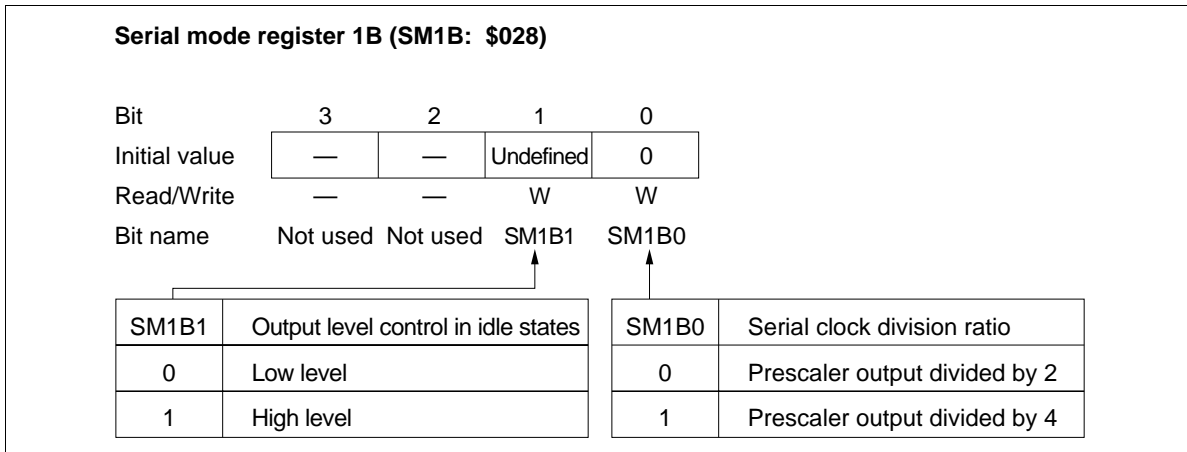 Serial mode register 1B (SM1B: $028)
Bit 3 2 1 0
Initial value — — Undefined 0
Read/Write — — W W
Bit name Not used Not used SM1B1 SM1B0
SM1B1 Output level control in idle states
0 Low level
1 High level
SM1B0 Serial clock division ratio
0 Prescaler output divided by 2
1 Prescaler output divided by 4